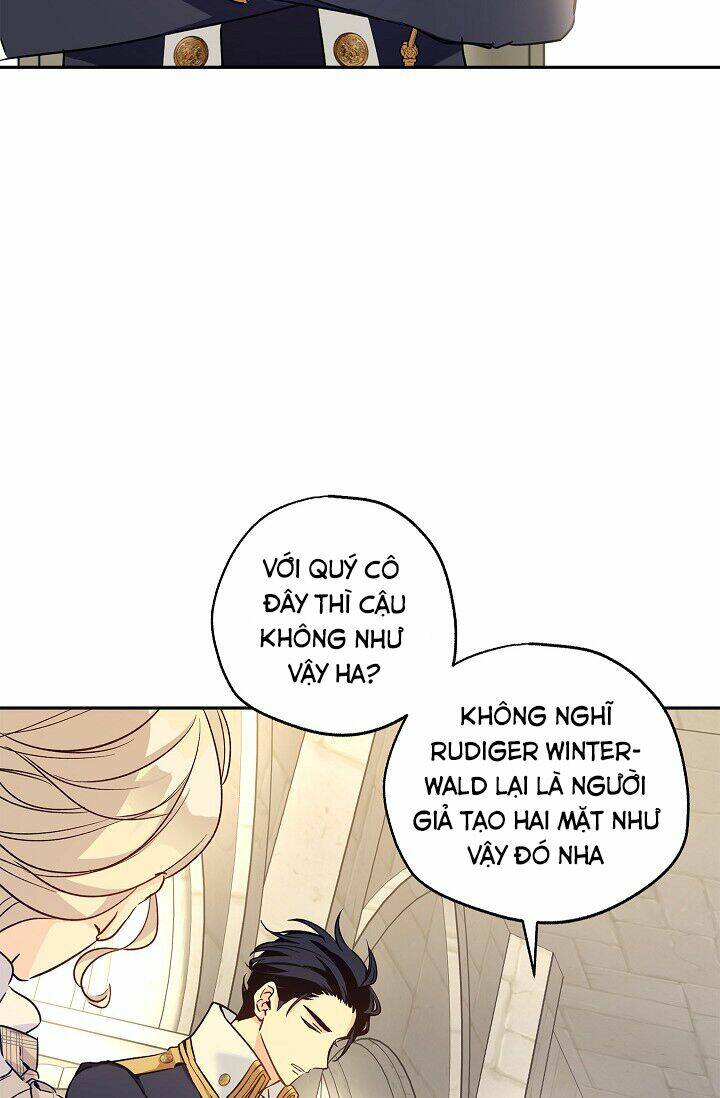 VỚI QUÝ CÔ
ĐÂY THÌ CẬU
KHÔNG NHƯ
VẬY HA?
KHÔNG NGHĨ
RUDIGER WINTER-
WALD LẠI LÀ NGƯỜI
GIẢ TẠO HAI MẶT NHƯ
VẬY ĐÓ NHA